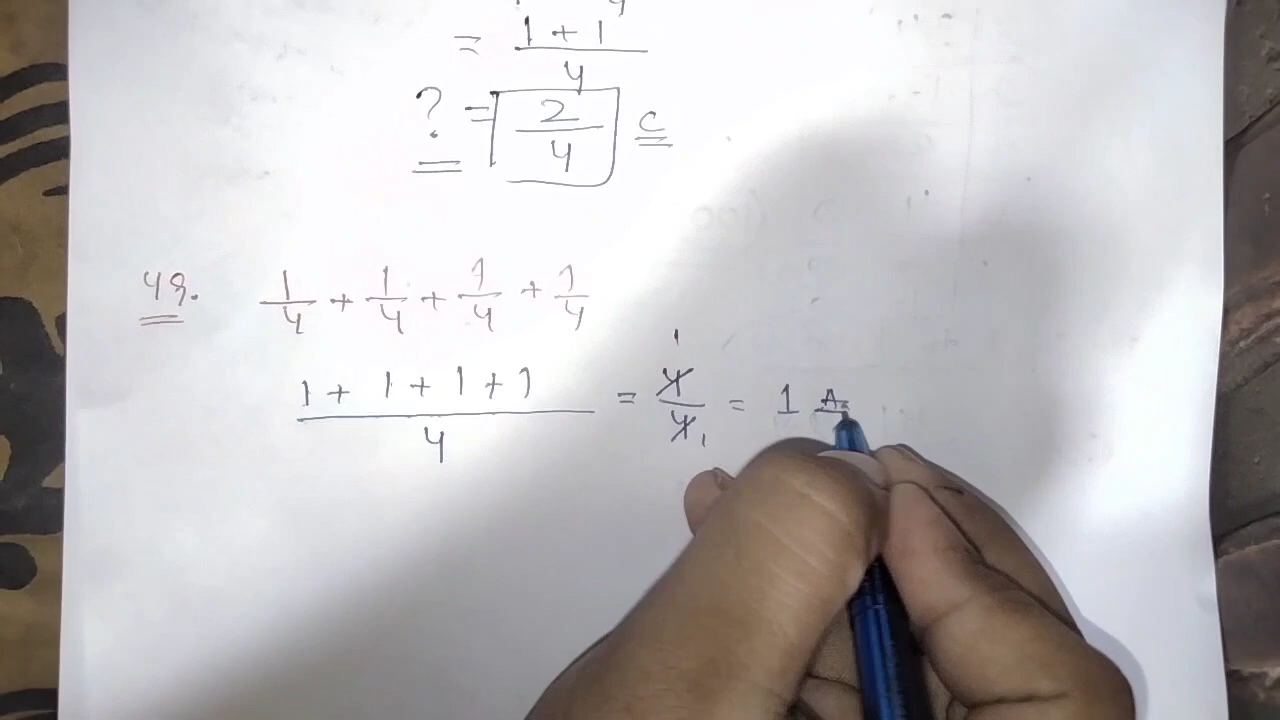 = 1 + 1 / 4
? = 2/4 c
49. 1/4 + 1/4 + 1/4 + 1/4
1 + 1 + 1 + 1 / 4 = 4/4 = 1 A